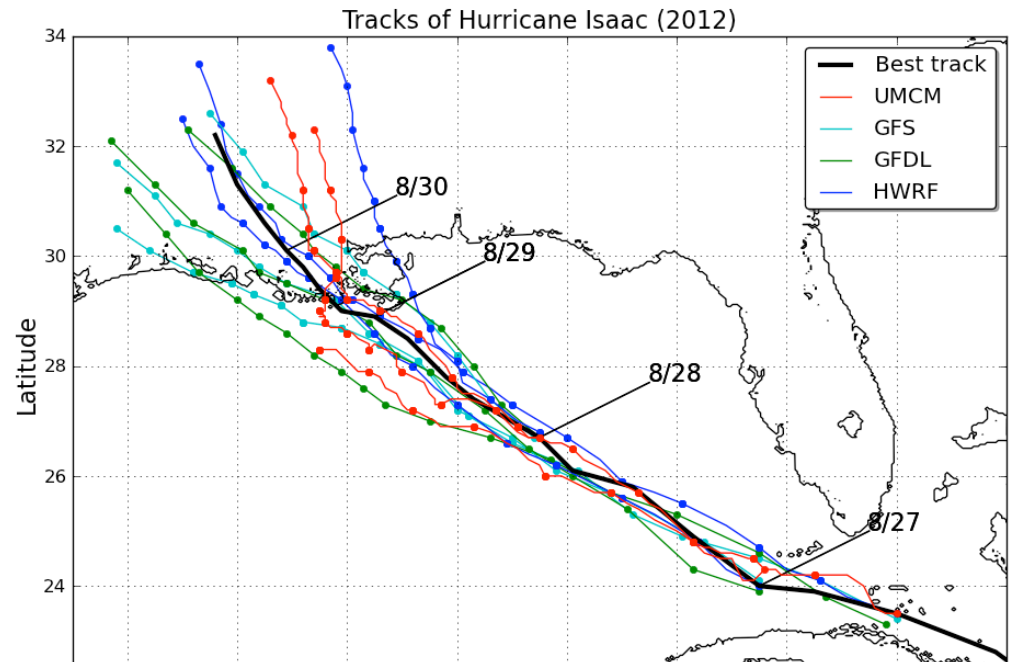 Tracks of Hurricane Isaac (2012)
34
Best track
UMCM
GFS
32
GFDL
HWRF
8/30
30
8/29
Latitude
28
8/28
26
8/27
24